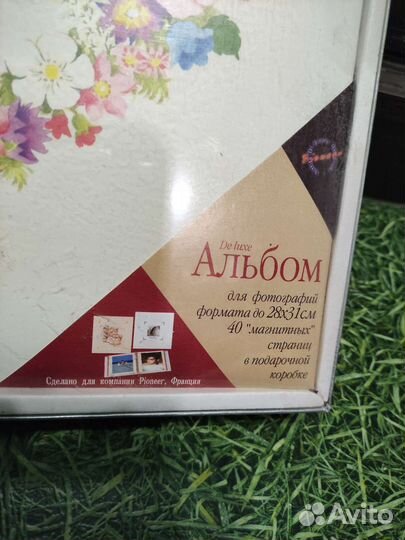 De luxe
АЛЬБОМ
для фотографий
формата до 28x31см
40 "магнитных"
страниц
в подарочной
коробке
Сделано для компании Pioneer, Франция
Avito